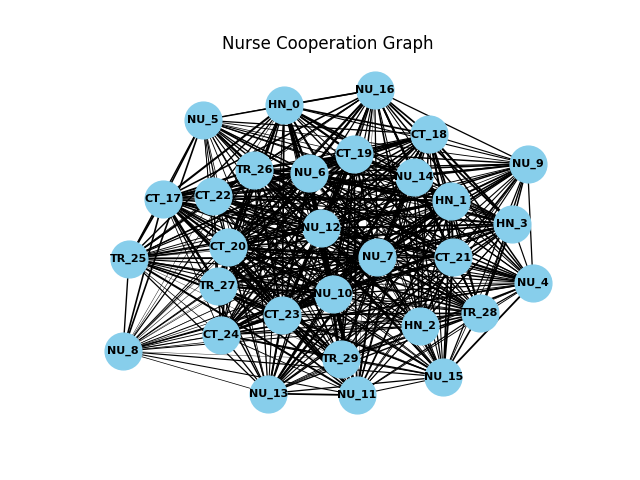 Nurse Cooperation Graph
NU_16
HN_0
NU_5
CT_18
CT_19
NU_9
TR_26
NU_6
NU_14
CT_22
CT_17
HN_1
HN_3
NU_12
CT_20
NU_7
CT_21
TR_25
NU_4
TR_27
NU_10
TR_28
CT_23
HN_2
CT_24
NU_8
TR_29
NU_15
NU_13
NU_11